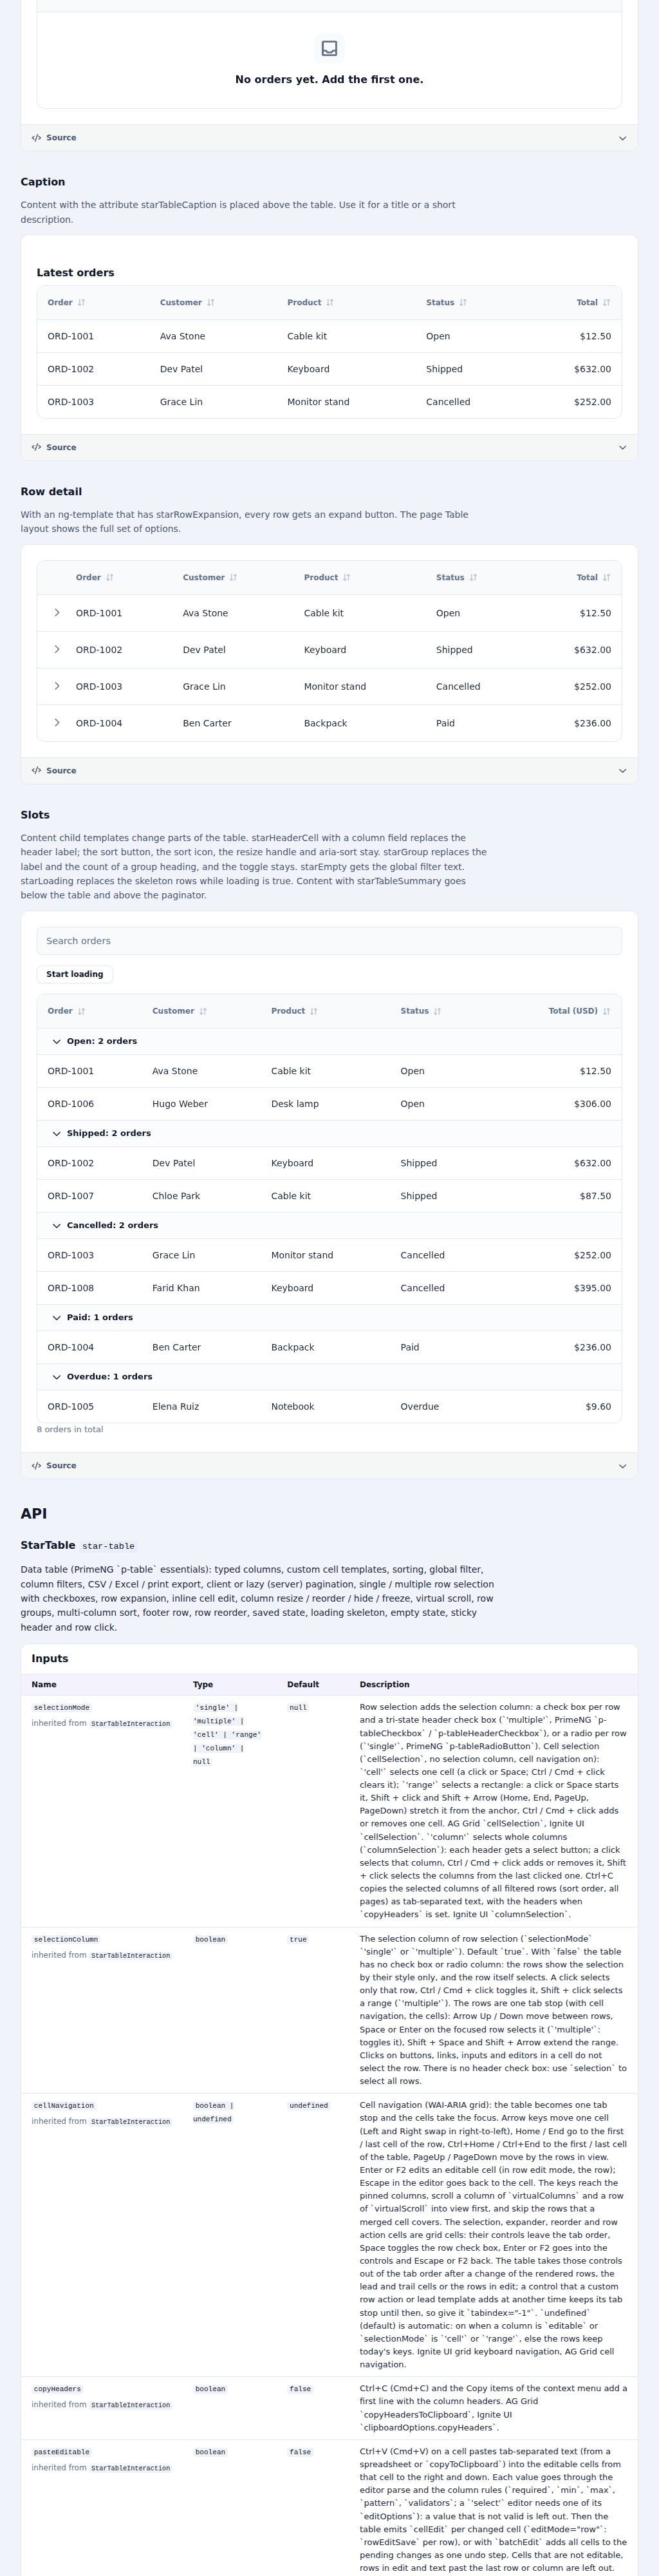 No orders yet. Add the first one.
Source
Caption
Content with the attribute starTableCaption is placed above the table. Use it for a title or a short
description.
Latest orders
Order Customer Product Status Total
ORD-1001 Ava Stone Cable kit Open $12.50
ORD-1002 Dev Patel Keyboard Shipped $632.00
ORD-1003 Grace Lin Monitor stand Cancelled $252.00
Source
Row detail
With an ng-template that has starRowExpansion, every row gets an expand button. The page Table
layout shows the full set of options.
Order Customer Product Status Total
ORD-1001 Ava Stone Cable kit Open $12.50
ORD-1002 Dev Patel Keyboard Shipped $632.00
ORD-1003 Grace Lin Monitor stand Cancelled $252.00
ORD-1004 Ben Carter Backpack Paid $236.00
Source
Slots
Content child templates change parts of the table. starHeaderCell with a column field replaces the
header label; the sort button, the sort icon, the resize handle and aria-sort stay. starGroup replaces the
label and the count of a group heading, and the toggle stays. starEmpty gets the global filter text.
starLoading replaces the skeleton rows while loading is true. Content with starTableSummary goes
below the table and above the paginator.
Search orders
Start loading
Order Customer Product Status Total (USD)
Open: 2 orders
ORD-1001 Ava Stone Cable kit Open $12.50
ORD-1006 Hugo Weber Desk lamp Open $306.00
Shipped: 2 orders
ORD-1002 Dev Patel Keyboard Shipped $632.00
ORD-1007 Chloe Park Cable kit Shipped $87.50
Cancelled: 2 orders
ORD-1003 Grace Lin Monitor stand Cancelled $252.00
ORD-1008 Farid Khan Keyboard Cancelled $395.00
Paid: 1 orders
ORD-1004 Ben Carter Backpack Paid $236.00
Overdue: 1 orders
ORD-1005 Elena Ruiz Notebook Overdue $9.60
8 orders in total
Source
API
StarTable star-table
Data table (PrimeNG `p-table` essentials): typed columns, custom cell templates, sorting, global filter,
column filters, CSV / Excel / print export, client or lazy (server) pagination, single / multiple row selection
with checkboxes, row expansion, inline cell edit, column resize / reorder / hide / freeze, virtual scroll, row
groups, multi-column sort, footer row, row reorder, saved state, loading skeleton, empty state, sticky
header and row click.
Inputs
Name Type Default Description
selectionMode
inherited from StarTableInteraction
'single' |
'multiple' |
'cell' | 'range'
| 'column' |
null
null
Row selection adds the selection column: a check box per row
and a tri-state header check box (`'multiple'`, PrimeNG `p-
tableCheckbox` / `p-tableHeaderCheckbox`), or a radio per row
(`'single'`, PrimeNG `p-tableRadioButton`). Cell selection
(`cellSelection`, no selection column, cell navigation on):
`'cell'` selects one cell (a click or Space; Ctrl / Cmd + click
clears it); `'range'` selects a rectangle: a click or Space starts
it, Shift + click and Shift + Arrow (Home, End, PageUp,
PageDown) stretch it from the anchor, Ctrl / Cmd + click adds
or removes one cell. AG Grid `cellSelection`, Ignite UI
`cellSelection`. `'column'` selects whole columns
(`columnSelection`): each header gets a select button; a click
selects that column, Ctrl / Cmd + click adds or removes it, Shift
+ click selects the columns from the last clicked one. Ctrl+C
copies the selected columns of all filtered rows (sort order, all
pages) as tab-separated text, with the headers when
`copyHeaders` is set. Ignite UI `columnSelection`.
selectionColumn
inherited from StarTableInteraction
boolean
true
The selection column of row selection (`selectionMode`
`'single'` or `'multiple'`). Default `true`. With `false` the table
has no check box or radio column: the rows show the selection
by their style only, and the row itself selects. A click selects
only that row, Ctrl / Cmd + click toggles it, Shift + click selects
a range (`'multiple'`). The rows are one tab stop (with cell
navigation, the cells): Arrow Up / Down move between rows,
Space or Enter on the focused row selects it (`'multiple'`:
toggles it), Shift + Space and Shift + Arrow extend the range.
Clicks on buttons, links, inputs and editors in a cell do not
select the row. There is no header check box: use `selection` to
select all rows.
cellNavigation
inherited from StarTableInteraction
boolean |
undefined
undefined
Cell navigation (WAI-ARIA grid): the table becomes one tab
stop and the cells take the focus. Arrow keys move one cell
(Left and Right swap in right-to-left), Home / End go to the first
/ last cell of the row, Ctrl+Home / Ctrl+End to the first / last cell
of the table, PageUp / PageDown move by the rows in view.
Enter or F2 edits an editable cell (in row edit mode, the row);
Escape in the editor goes back to the cell. The keys reach the
pinned columns, scroll a column of `virtualColumns` and a row
of `virtualScroll` into view first, and skip the rows that a
merged cell covers. The selection, expander, reorder and row
action cells are grid cells: their controls leave the tab order,
Space toggles the row check box, Enter or F2 goes into the
controls and Escape or F2 back. The table takes those controls
out of the tab order after a change of the rendered rows, the
lead and trail cells or the rows in edit; a control that a custom
row action or lead template adds at another time keeps its tab
stop until then, so give it `tabindex="-1"`. `undefined`
(default) is automatic: on when a column is `editable` or
`selectionMode` is `'cell'` or `'range'`, else the rows keep
today's keys. Ignite UI grid keyboard navigation, AG Grid cell
navigation.
copyHeaders
inherited from StarTableInteraction
boolean
false
Ctrl+C (Cmd+C) and the Copy items of the context menu add a
first line with the column headers. AG Grid
`copyHeadersToClipboard`, Ignite UI
`clipboardOptions.copyHeaders`.
pasteEditable
inherited from StarTableInteraction
boolean
false
Ctrl+V (Cmd+V) on a cell pastes tab-separated text (from a
spreadsheet or `copyToClipboard`) into the editable cells from
that cell to the right and down. Each value goes through the
editor parse and the column rules (`required`, `min`, `max`,
`pattern`, `validators`; a `'select'` editor needs one of its
`editOptions`): a value that is not valid is left out. Then the
table emits `cellEdit` per changed cell (`editMode="row"`:
`rowEditSave` per row), or with `batchEdit` adds all cells to the
pending changes as one undo step. Cells that are not editable,
rows in edit and text past the last row or column are left out.